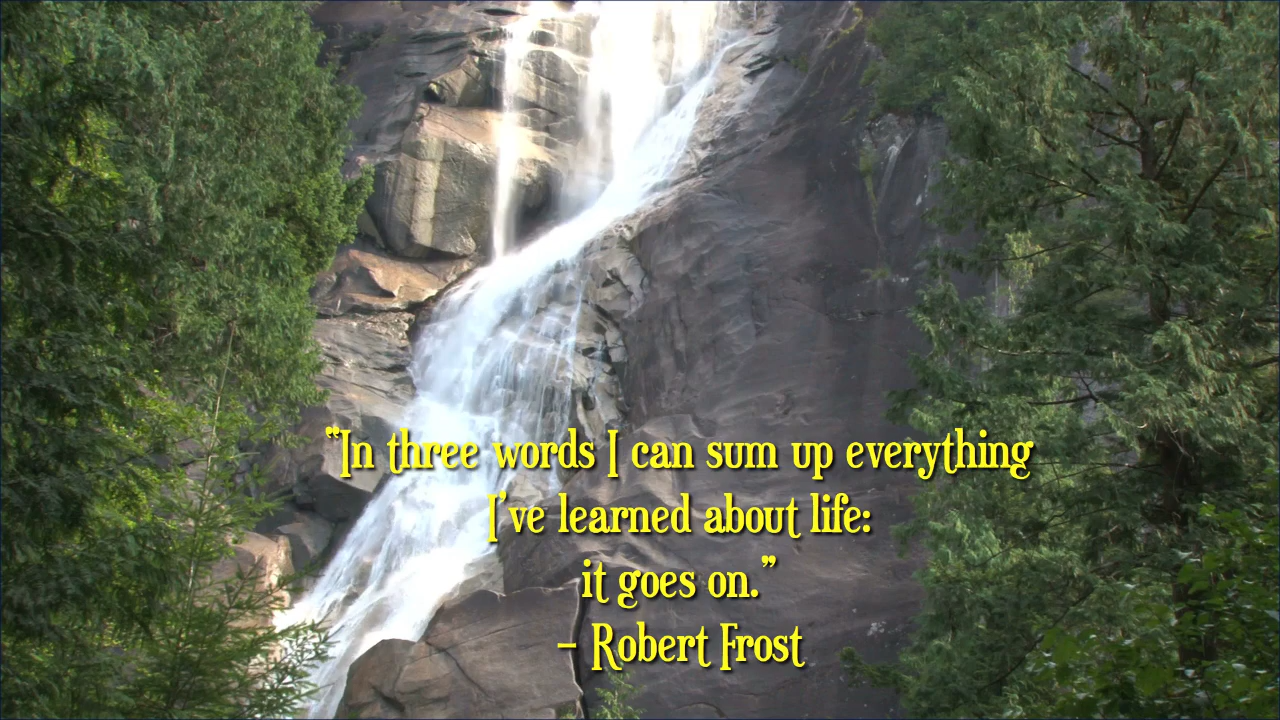 "In three words I can sum up everything
I've learned about life:
it goes on."
– Robert Frost